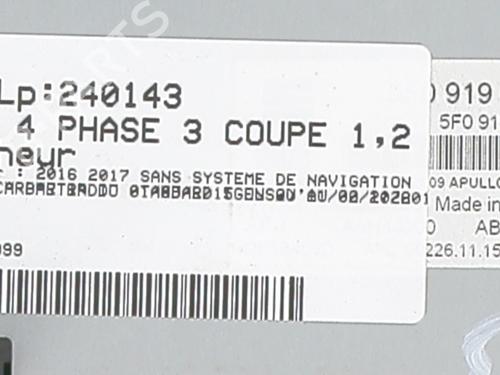 Lp:240143
4 PHASE 3 COUPE 1,2
neur
: 2016 2017 SANS SYSTEME DE NAVIGATION
099
919
5F0 91
09 APULLO
Made in
0 AB
226.11.15
PARTS